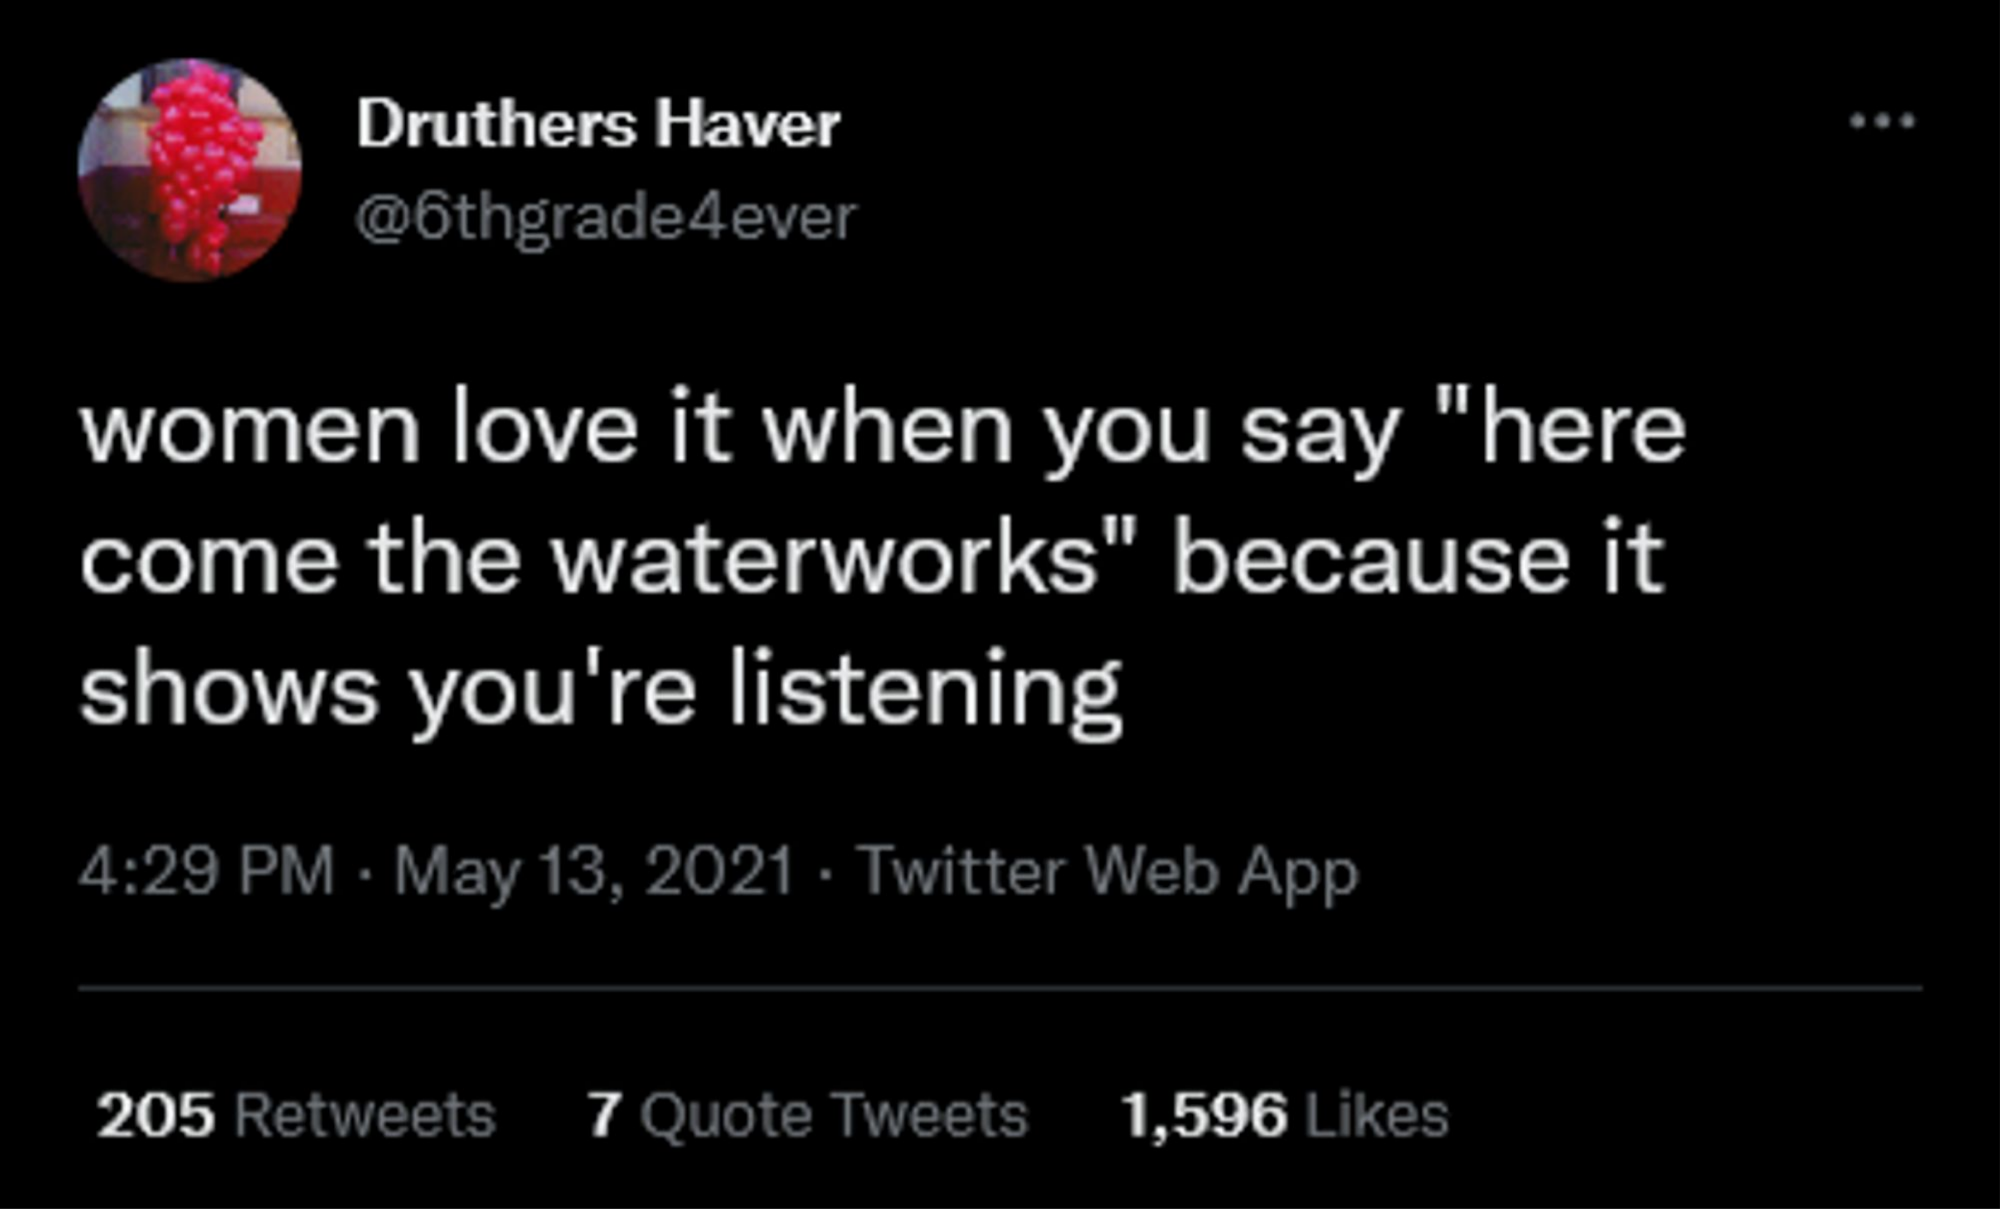 Druthers Haver
@6thgrade4ever
women love it when you say "here
come the waterworks" because it
shows you're listening
4:29 PM · May 13, 2021 · Twitter Web App
205 Retweets 7 Quote Tweets 1,596 Likes